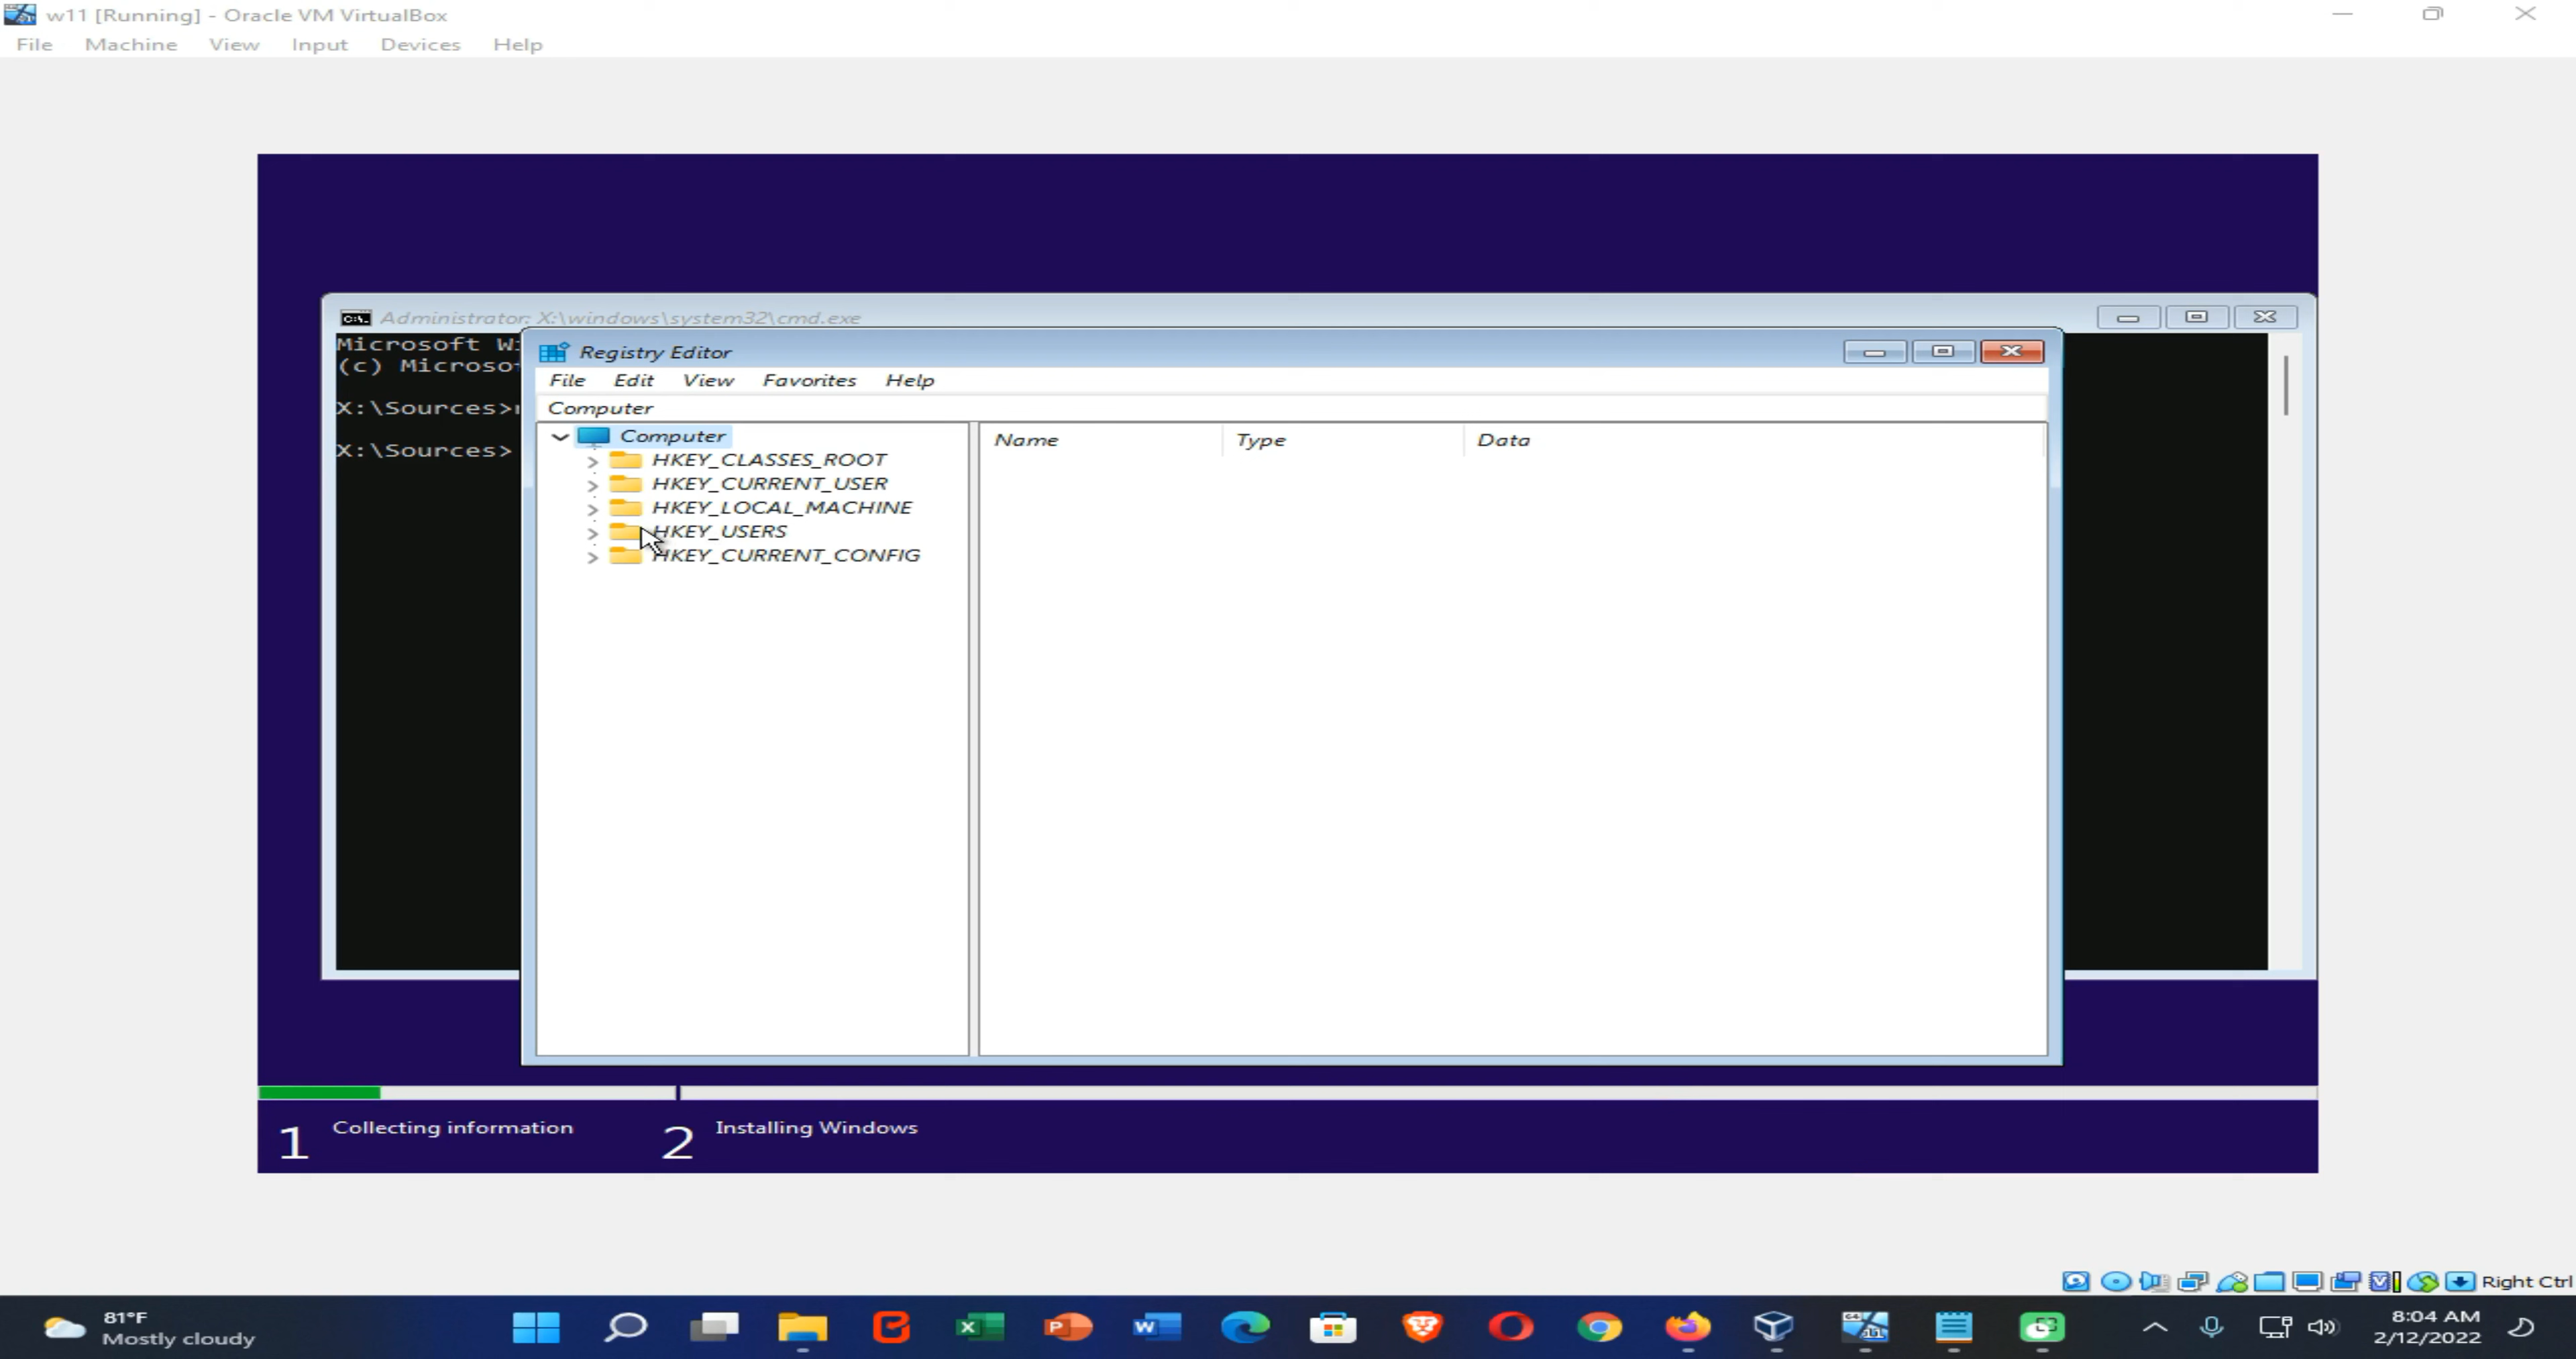 w11 [Running] - Oracle VM VirtualBox
File Machine View Input Devices Help
Administrator: X:\windows\system32\cmd.exe
Microsoft
(c)
X:\Sources>
X:\Sources>
Registry Editor
File Edit View Favorites Help
Computer
Computer
HKEY_CLASSES_ROOT
HKEY_CURRENT_USER
HKEY_LOCAL_MACHINE
HKEY_USERS
HKEY_CURRENT_CONFIG
Name Type Data
1 Collecting information 2 Installing Windows
Right Ctrl
81°F
Mostly cloudy
8:04 AM
2/12/2022